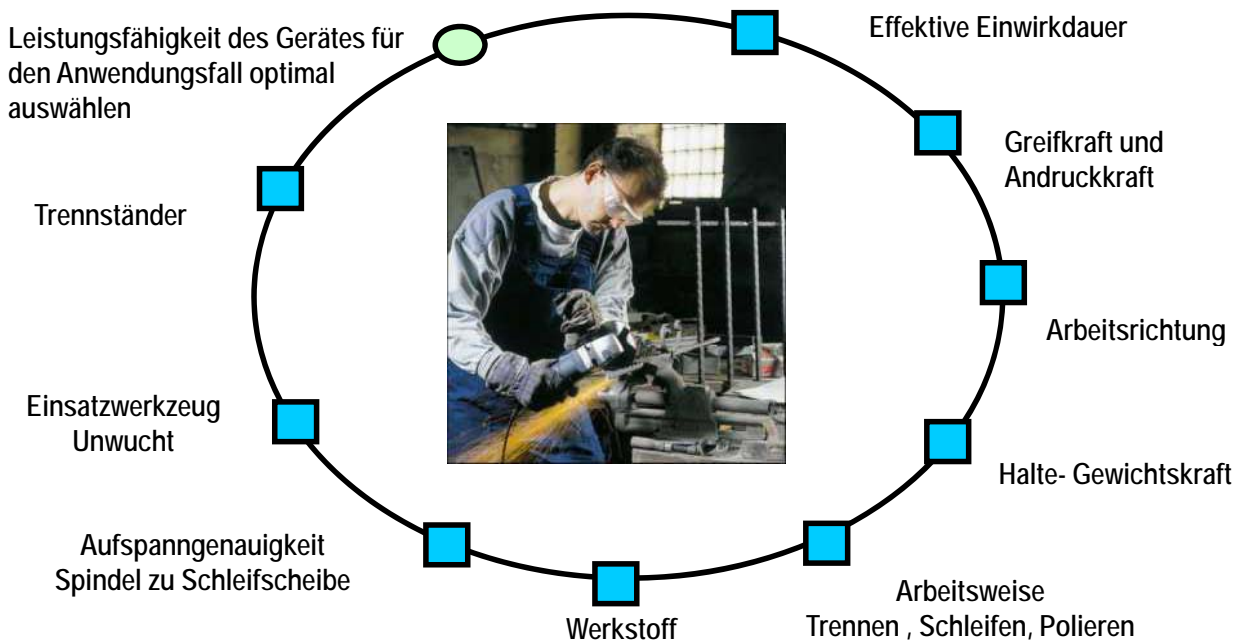 Leistungsfähigkeit des Gerätes für
den Anwendungsfall optimal
auswählen
Effektive Einwirkdauer
Greifkraft und
Andruckkraft
Arbeitsrichtung
Halte- Gewichtskraft
Arbeitsweise
Trennen , Schleifen, Polieren
Werkstoff
Aufspanngenauigkeit
Spindel zu Schleifscheibe
Einsatzwerkzeug
Unwucht
Trennständer